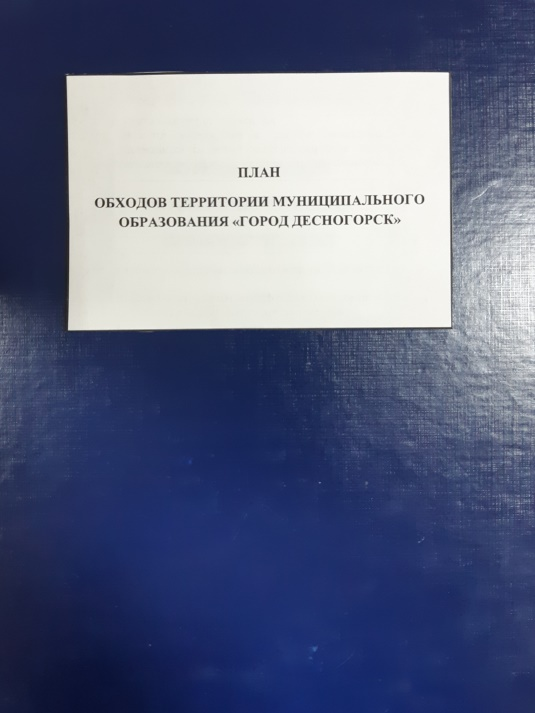 ПЛАН
ОБХОДОВ ТЕРРИТОРИИ МУНИЦИПАЛЬНОГО
ОБРАЗОВАНИЯ «ГОРОД ДЕСНОГОРСК»